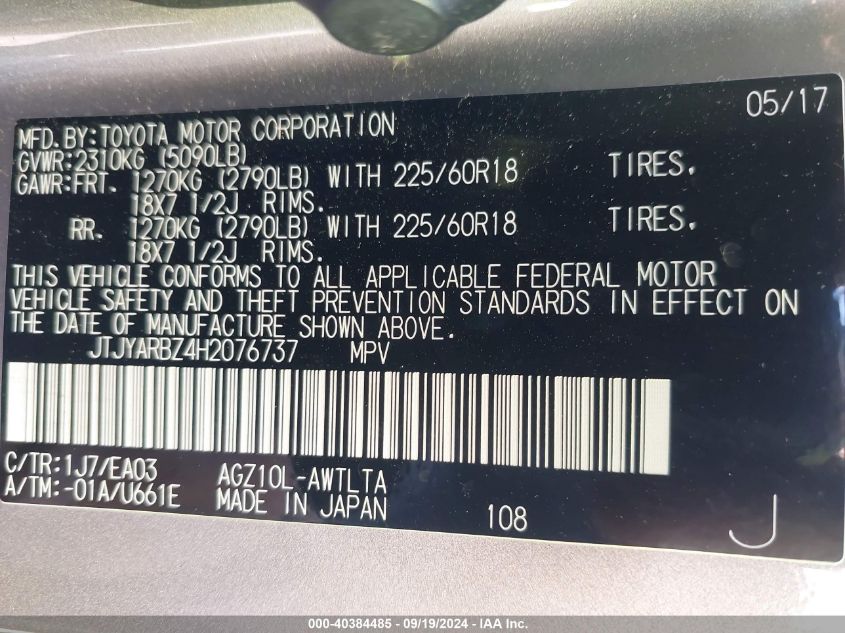 05/17
MFD.BY:TOYOTA MOTOR CORPORATION
GVWR:2310KG (5090LB)
GAWR:FRT. 1270KG (2790LB) WITH 225/60R18 TIRES.
18X7 1/2J RIMS.
RR. 1270KG (2790LB) WITH 225/60R18 TIRES.
18X7 1/2J RIMS.
THIS VEHICLE CONFORMS TO ALL APPLICABLE FEDERAL MOTOR
VEHICLE SAFETY AND THEFT PREVENTION STANDARDS IN EFFECT ON
THE DATE OF MANUFACTURE SHOWN ABOVE.
JTJYARBZ4H2076737 MPV
C/TR:1J7/EA03 AGZ10L-AWTLTA
A/TM:-01A/U661E MADE IN JAPAN 108 J
000-40384485 - 09/19/2024 - IAA Inc.